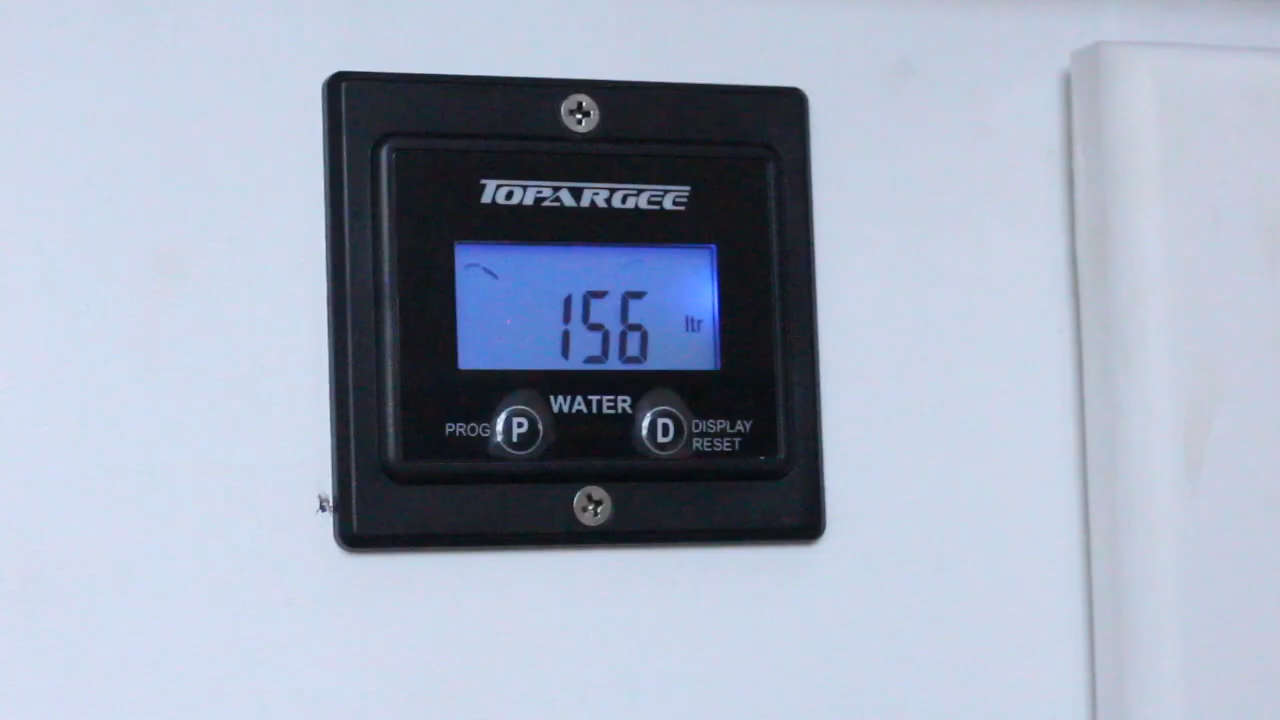 TOPARGEE
156 ltr
WATER
PROG P D DISPLAY
RESET